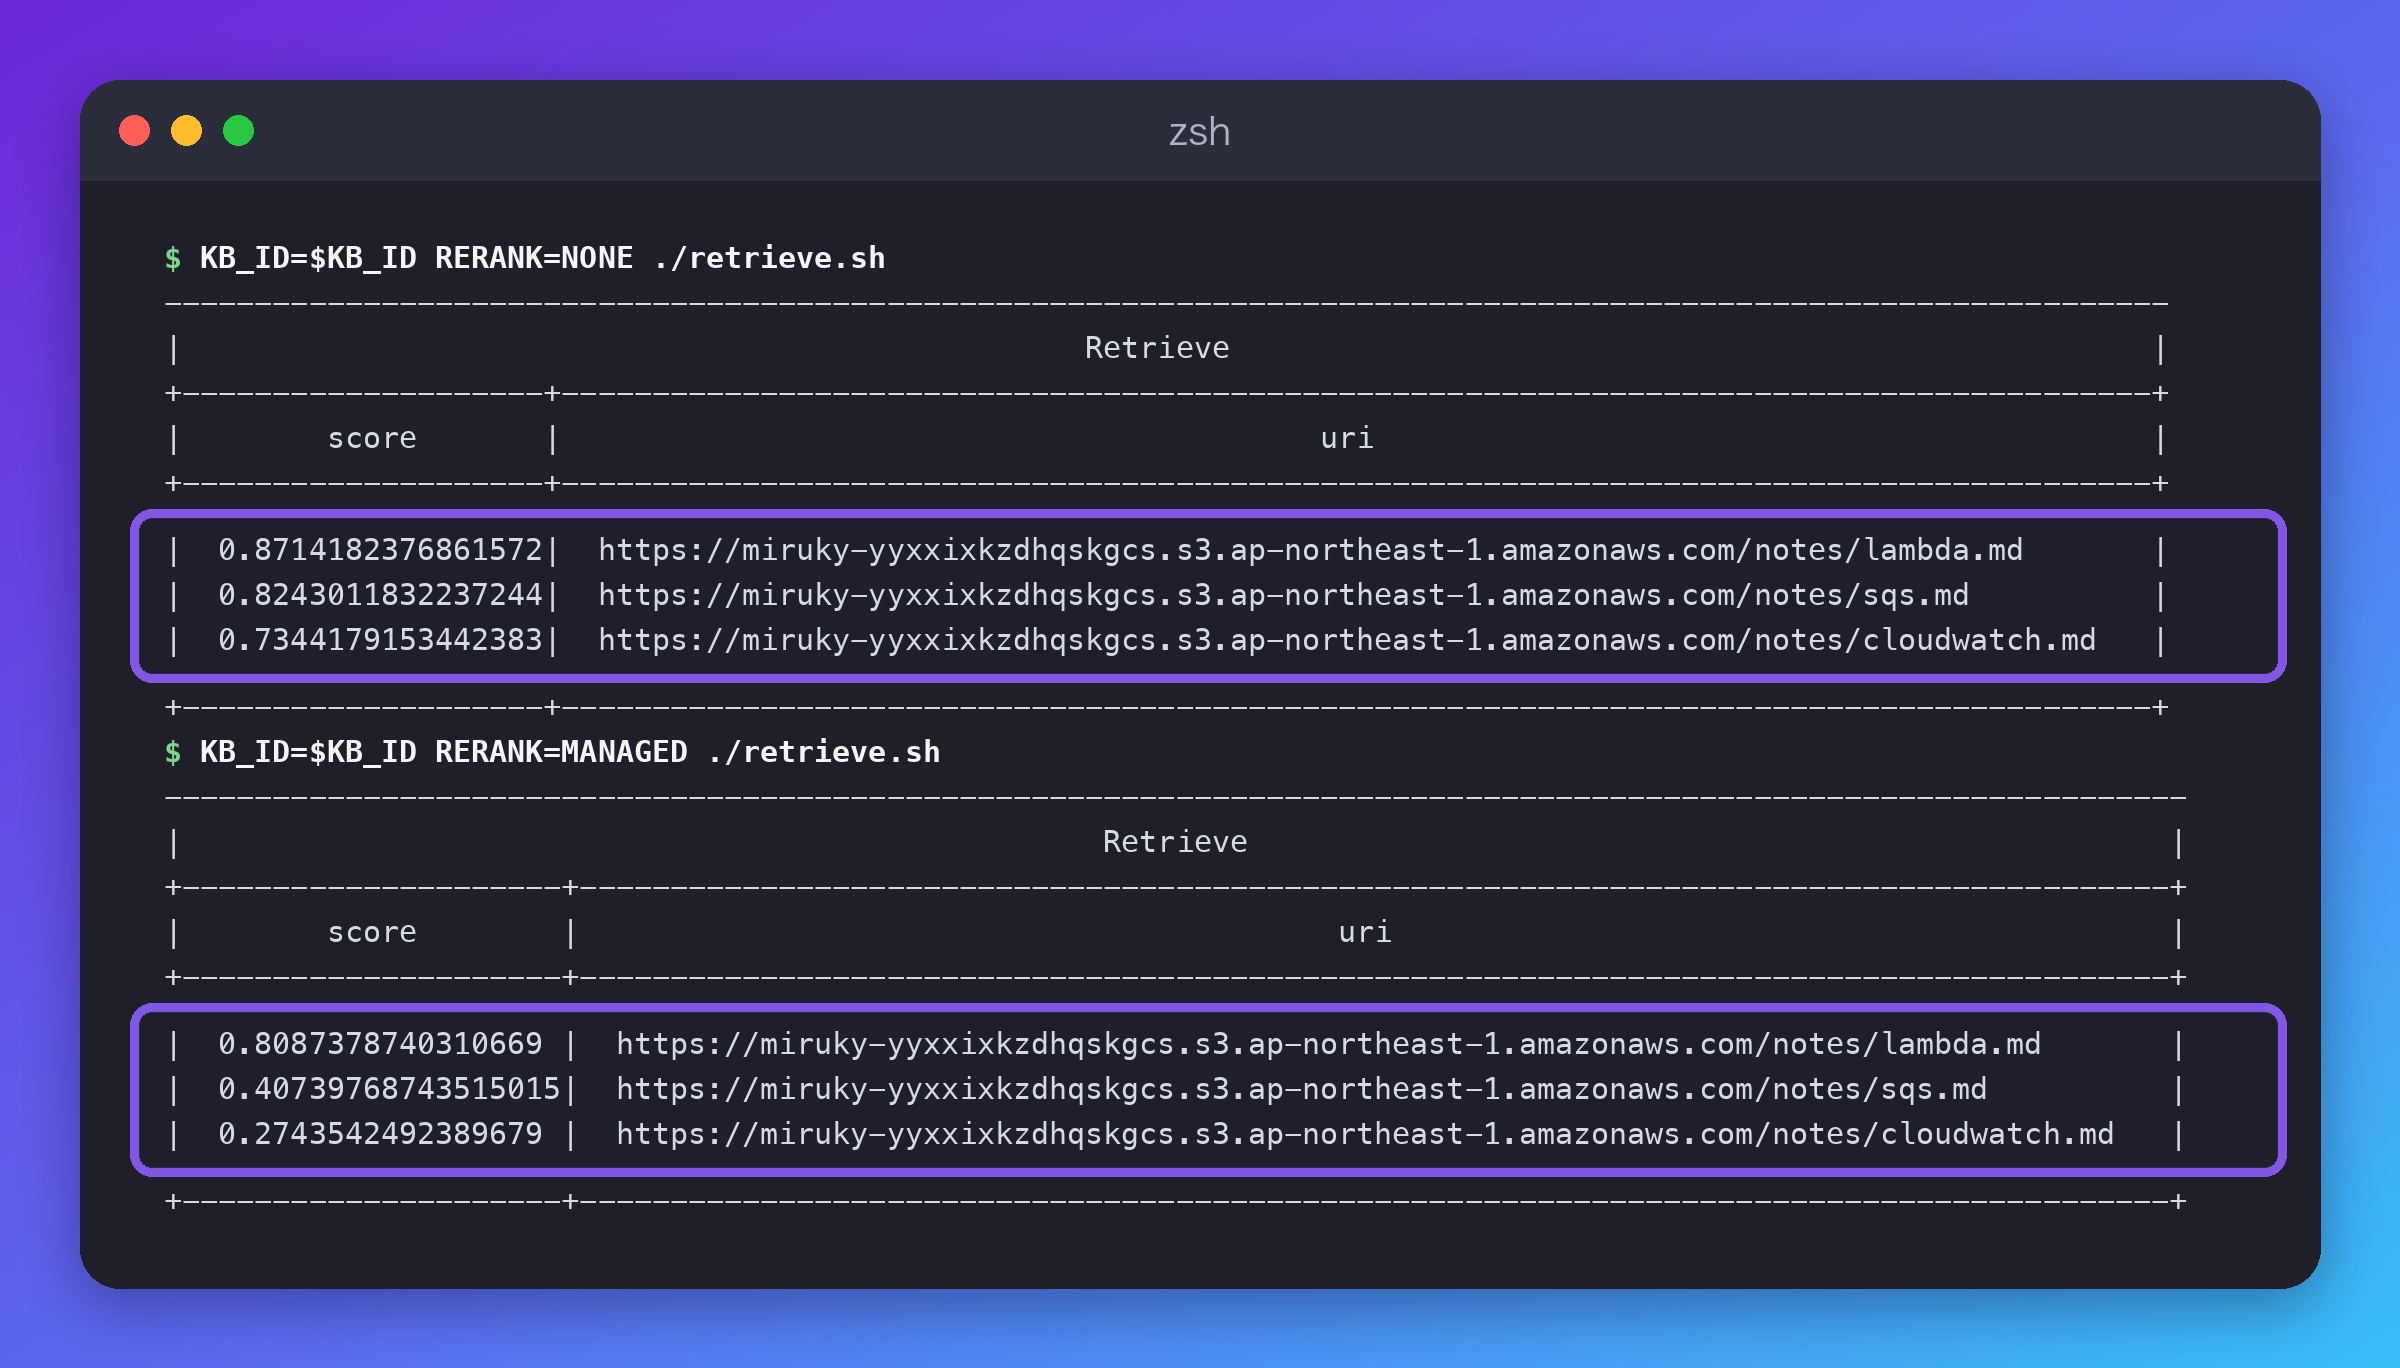 zsh
$ KB_ID=$KB_ID RERANK=NONE ./retrieve.sh
---------------------------------------------------------------------------------------------------------------
|                                                  Retrieve                                                   |
+--------------------+----------------------------------------------------------------------------------------+
|        score       |                                          uri                                           |
+--------------------+----------------------------------------------------------------------------------------+
|  0.8714182376861572|  https://miruky-yyxxixkzdhqskgcs.s3.ap-northeast-1.amazonaws.com/notes/lambda.md       |
|  0.8243011832237244|  https://miruky-yyxxixkzdhqskgcs.s3.ap-northeast-1.amazonaws.com/notes/sqs.md          |
|  0.7344179153442383|  https://miruky-yyxxixkzdhqskgcs.s3.ap-northeast-1.amazonaws.com/notes/cloudwatch.md   |
+--------------------+----------------------------------------------------------------------------------------+
$ KB_ID=$KB_ID RERANK=MANAGED ./retrieve.sh
----------------------------------------------------------------------------------------------------------------
|                                                   Retrieve                                                   |
+---------------------+----------------------------------------------------------------------------------------+
|        score        |                                          uri                                           |
+---------------------+----------------------------------------------------------------------------------------+
|  0.8087378740310669 |  https://miruky-yyxxixkzdhqskgcs.s3.ap-northeast-1.amazonaws.com/notes/lambda.md       |
|  0.40739768743515015|  https://miruky-yyxxixkzdhqskgcs.s3.ap-northeast-1.amazonaws.com/notes/sqs.md          |
|  0.2743542492389679 |  https://miruky-yyxxixkzdhqskgcs.s3.ap-northeast-1.amazonaws.com/notes/cloudwatch.md   |
+---------------------+----------------------------------------------------------------------------------------+